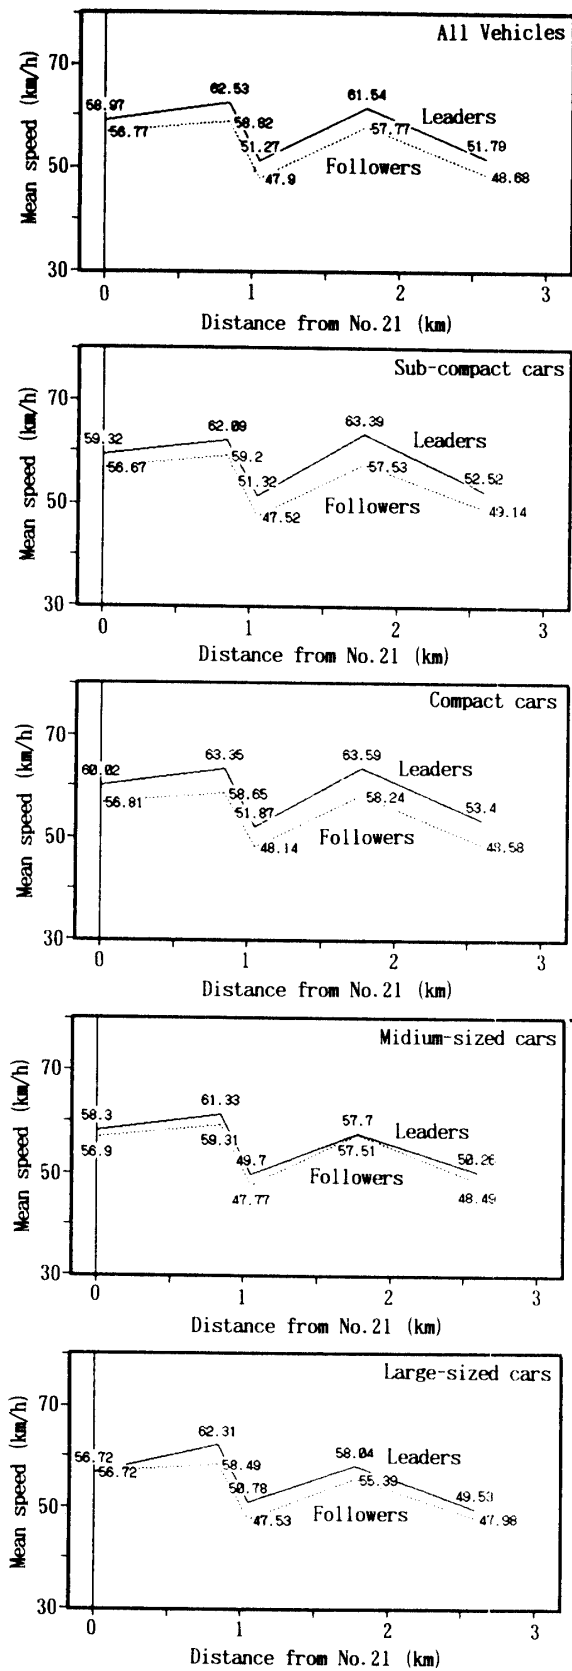 All Vehicles
Mean speed (km/h)
70
50
30
58.97
56.77
62.53
58.82
51.27
47.9
61.54
57.77
Leaders
Followers
51.79
48.68
0 1 2 3
Distance from No.21 (km)
Sub-compact cars
Mean speed (km/h)
70
50
30
59.32
56.67
62.09
59.2
51.32
47.52
63.39
57.53
Leaders
Followers
52.52
49.14
0 1 2 3
Distance from No.21 (km)
Compact cars
Mean speed (km/h)
70
50
30
60.02
56.81
63.35
58.65
51.87
48.14
63.59
58.24
Leaders
Followers
53.4
48.58
0 1 2 3
Distance from No.21 (km)
Midium-sized cars
Mean speed (km/h)
70
50
30
58.3
56.9
61.33
59.31
49.7
47.77
57.7
57.51
Leaders
Followers
50.26
48.49
0 1 2 3
Distance from No.21 (km)
Large-sized cars
Mean speed (km/h)
70
50
30
56.72
56.72
62.31
58.49
50.78
47.53
58.04
55.39
Leaders
Followers
49.53
47.98
0 1 2 3
Distance from No.21 (km)